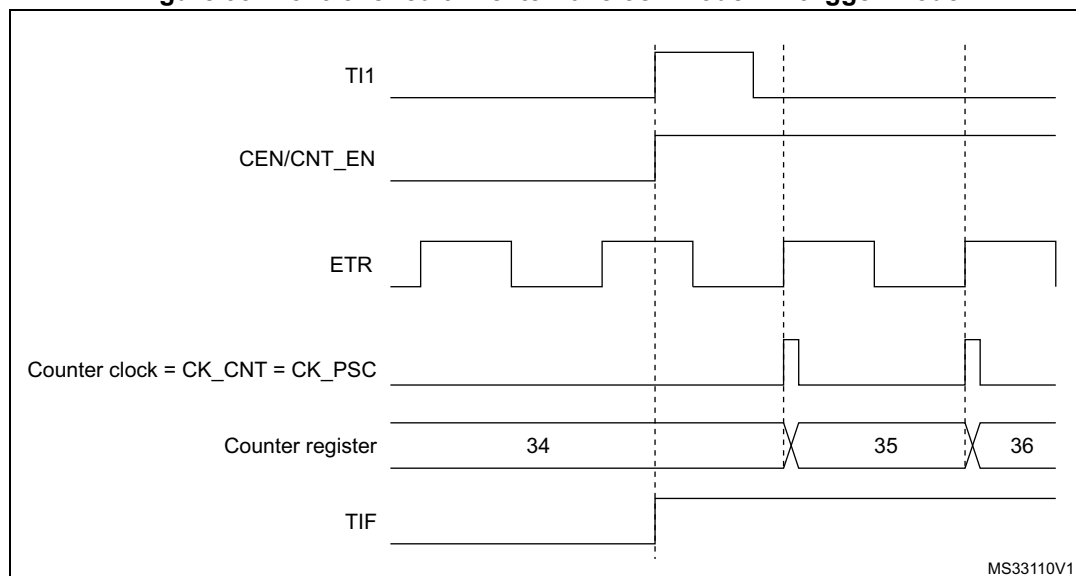 TI1
CEN/CNT_EN
ETR
Counter clock = CK_CNT = CK_PSC
Counter register
34
35
36
TIF
MS33110V1